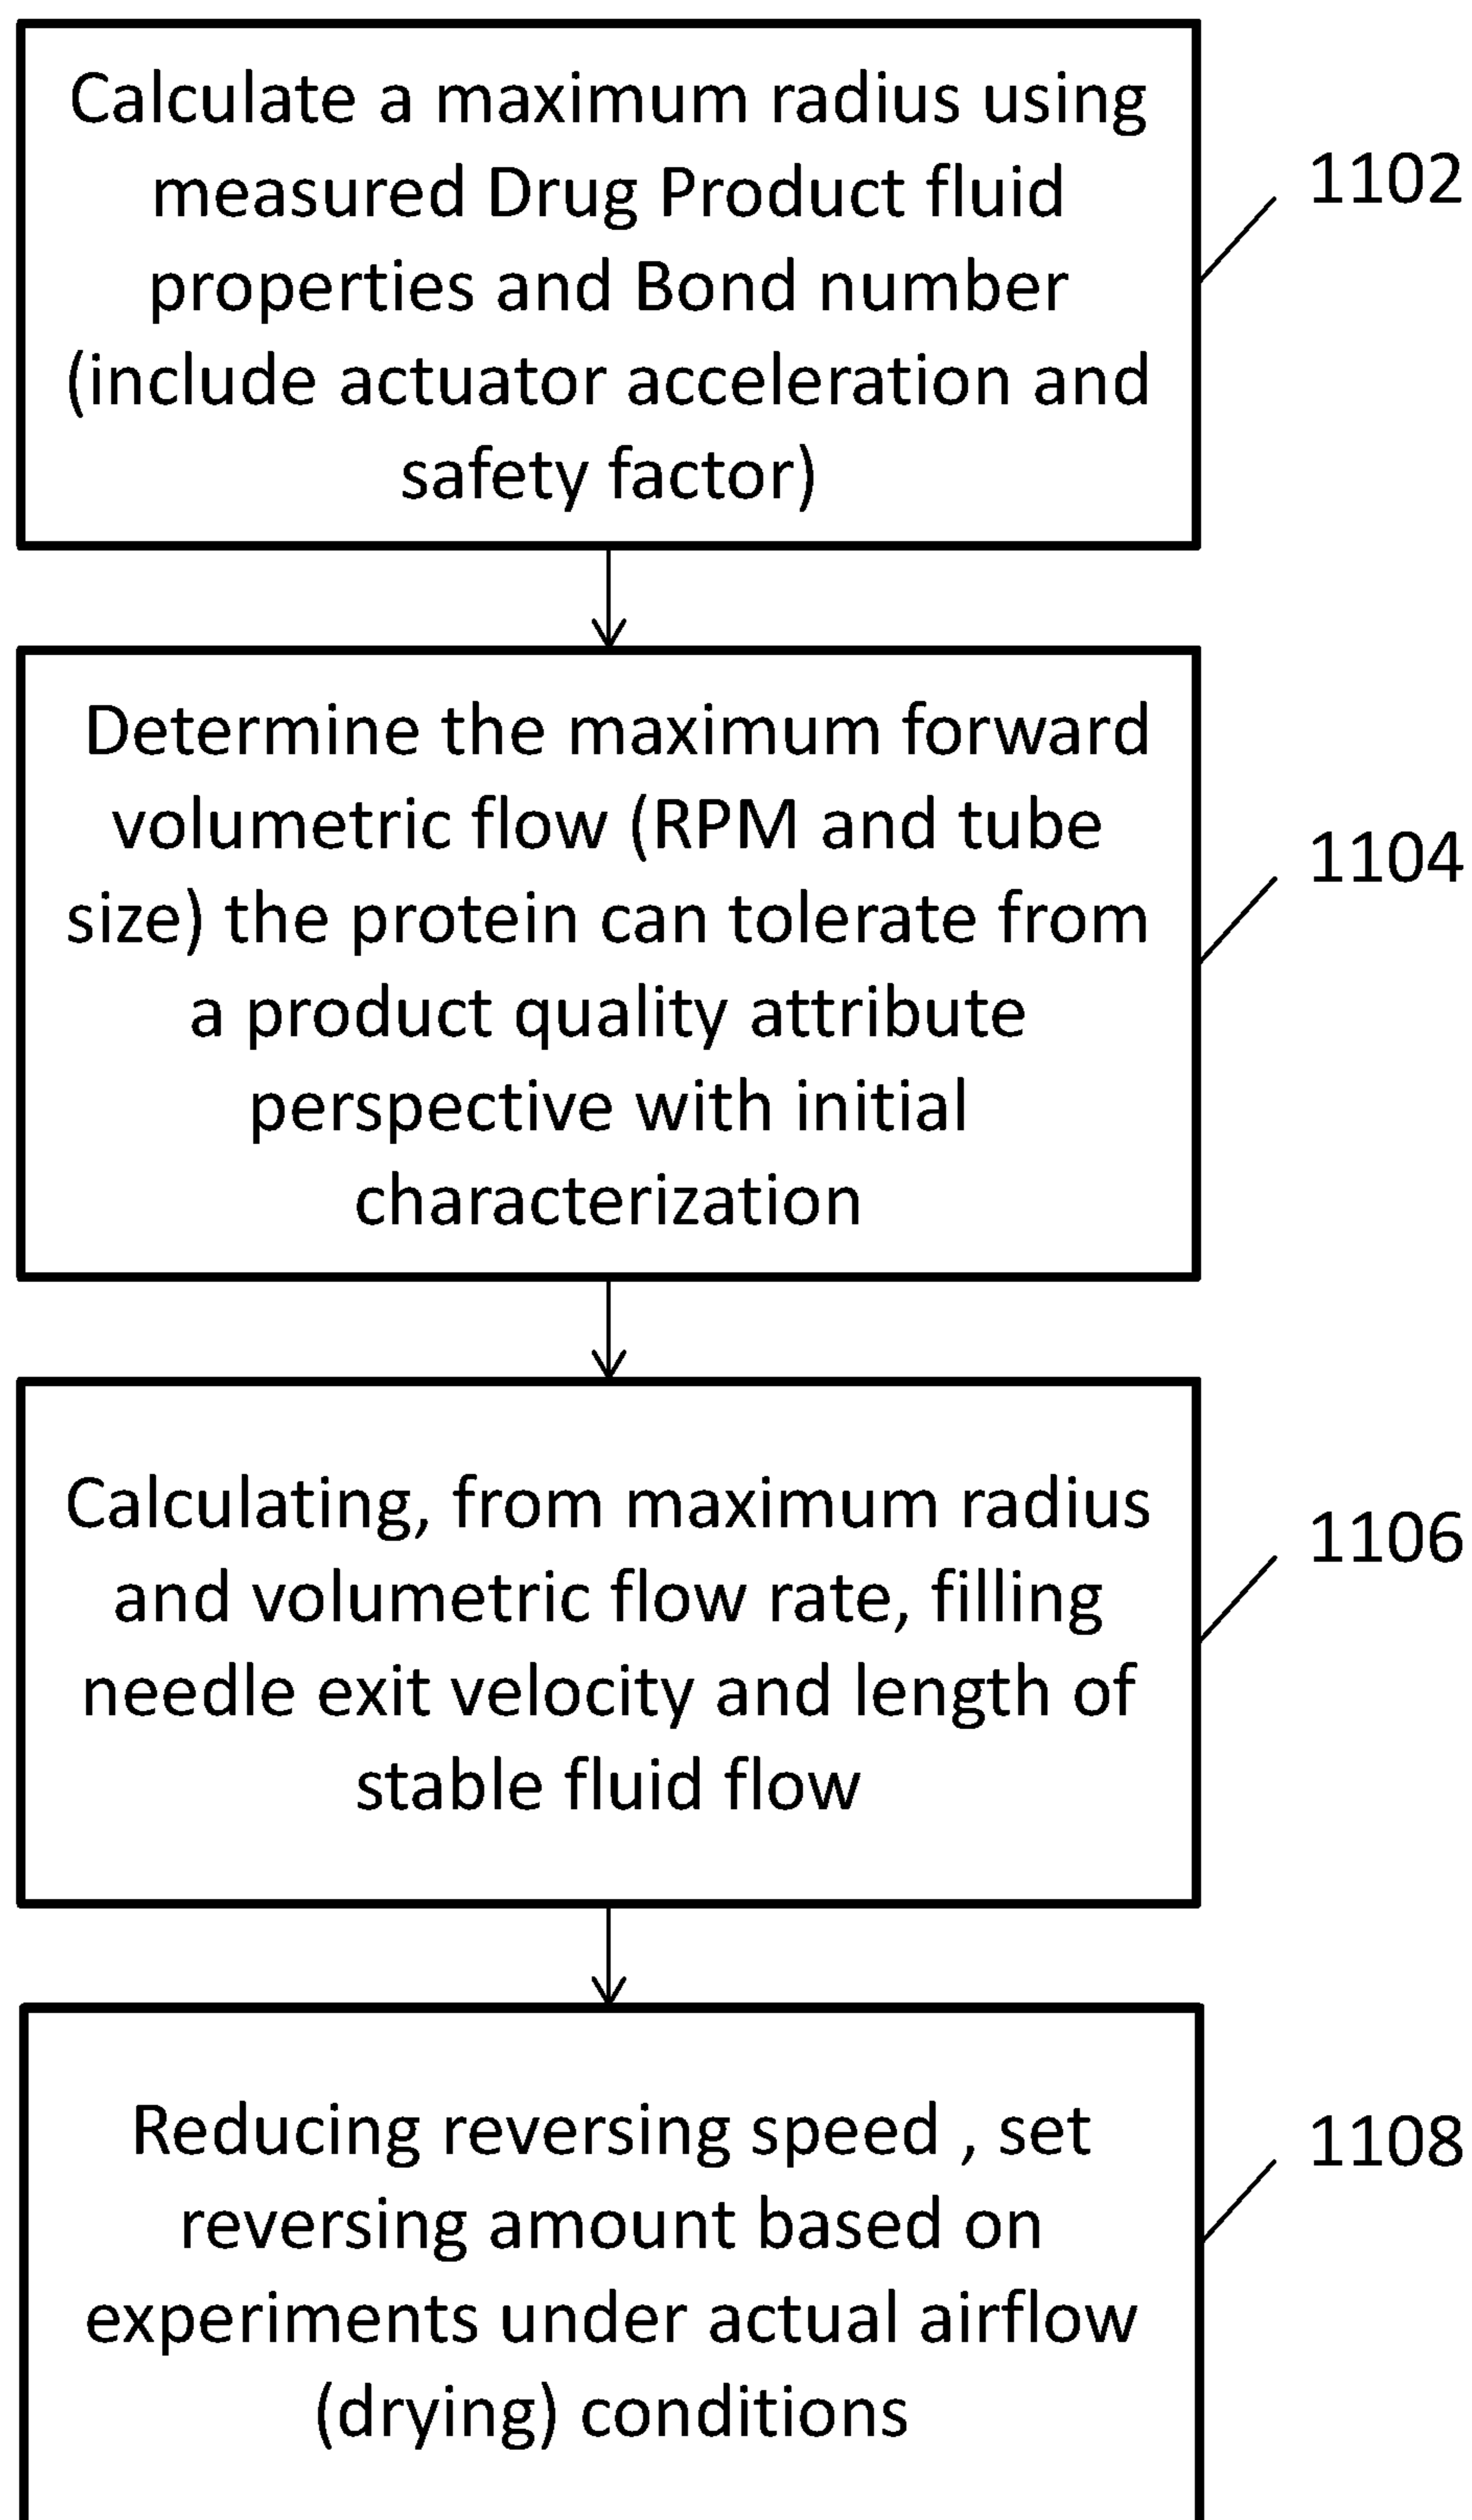 Calculate a maximum radius using
measured Drug Product fluid
properties and Bond number
(include actuator acceleration and
safety factor)
1102
Determine the maximum forward
volumetric flow (RPM and tube
size) the protein can tolerate from
a product quality attribute
perspective with initial
characterization
1104
Calculating, from maximum radius
and volumetric flow rate, filling
needle exit velocity and length of
stable fluid flow
1106
Reducing reversing speed , set
reversing amount based on
experiments under actual airflow
(drying) conditions
1108